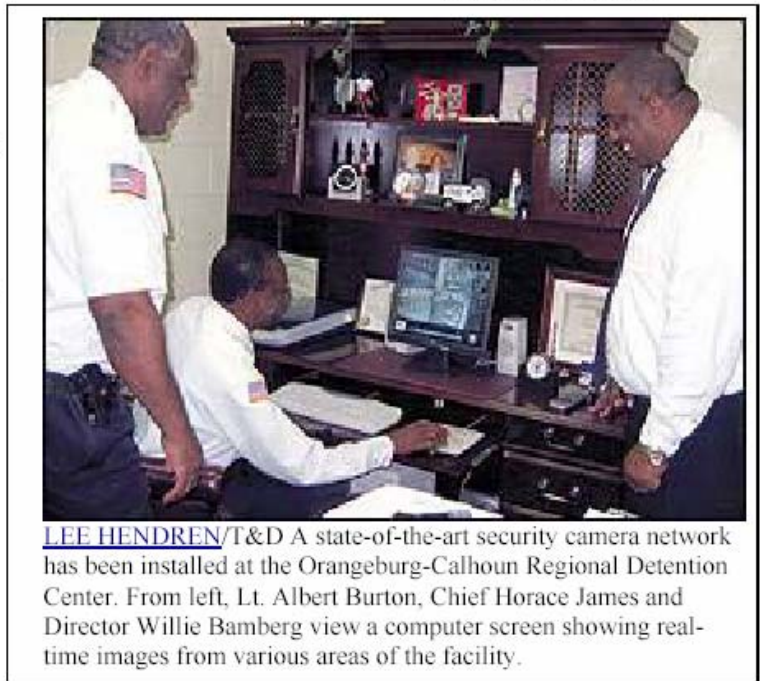 LEE HENDREN/T&D A state-of-the-art security camera network
has been installed at the Orangeburg-Calhoun Regional Detention
Center. From left, Lt. Albert Burton, Chief Horace James and
Director Willie Bamberg view a computer screen showing real-
time images from various areas of the facility.